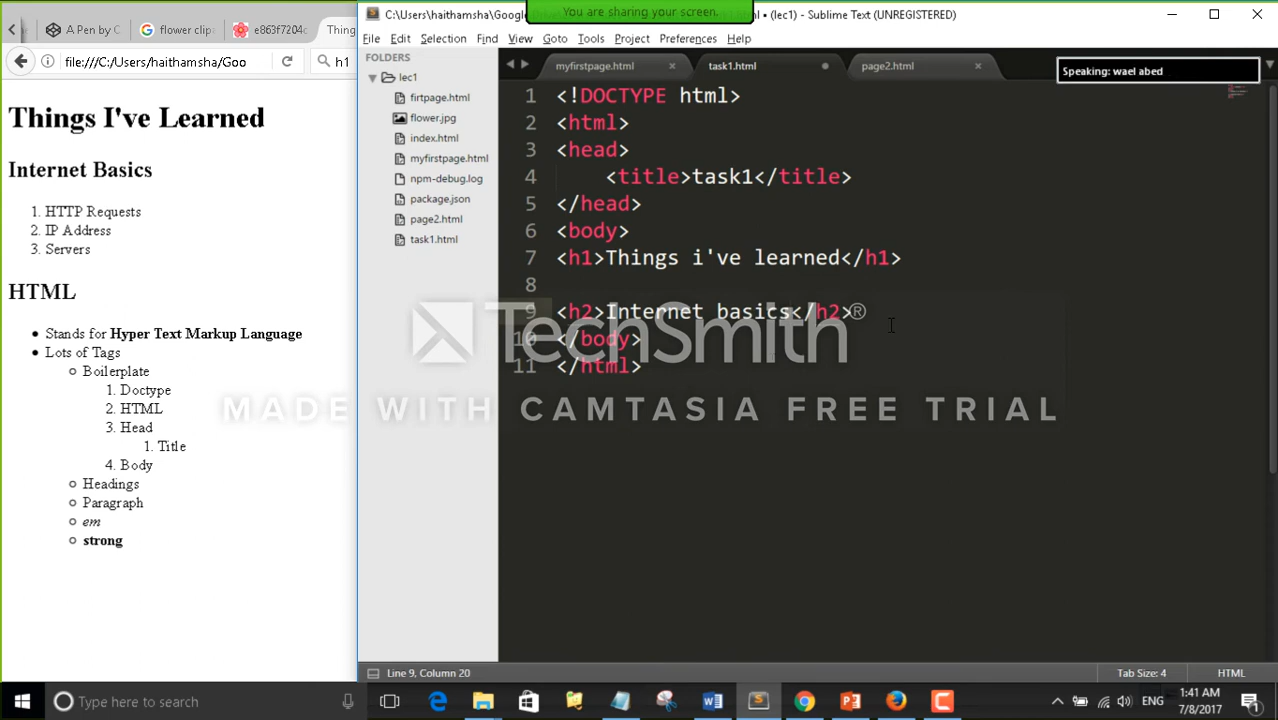 You are sharing your screen.
A Pen by C
flower clip
e863f7204c
Thing
file:///C:/Users/haithamsha/Goo
h1
Things I've Learned
Internet Basics
1. HTTP Requests
2. IP Address
3. Servers
HTML
Stands for Hyper Text Markup Language
Lots of Tags
Boilerplate
1. Doctype
2. HTML
3. Head
1. Title
4. Body
Headings
Paragraph
em
strong
C:\Users\haithamsha\Google
• (lec1) - Sublime Text (UNREGISTERED)
File Edit Selection Find View Goto Tools Project Preferences Help
FOLDERS
lec1
firtpage.html
flower.jpg
index.html
myfirstpage.html
npm-debug.log
package.json
page2.html
task1.html
myfirstpage.html
task1.html
page2.html
Speaking: wael abed
1 <!DOCTYPE html>
2 <html>
3 <head>
4 <title>task1</title>
5 </head>
6 <body>
7 <h1>Things i've learned</h1>
8
9 <h2>Internet basics</h2>
10 </body>
11 </html>
TechSmith®
MADE WITH CAMTASIA FREE TRIAL
Line 9, Column 20
Tab Size: 4
HTML
Type here to search
ENG
1:41 AM
7/8/2017
1